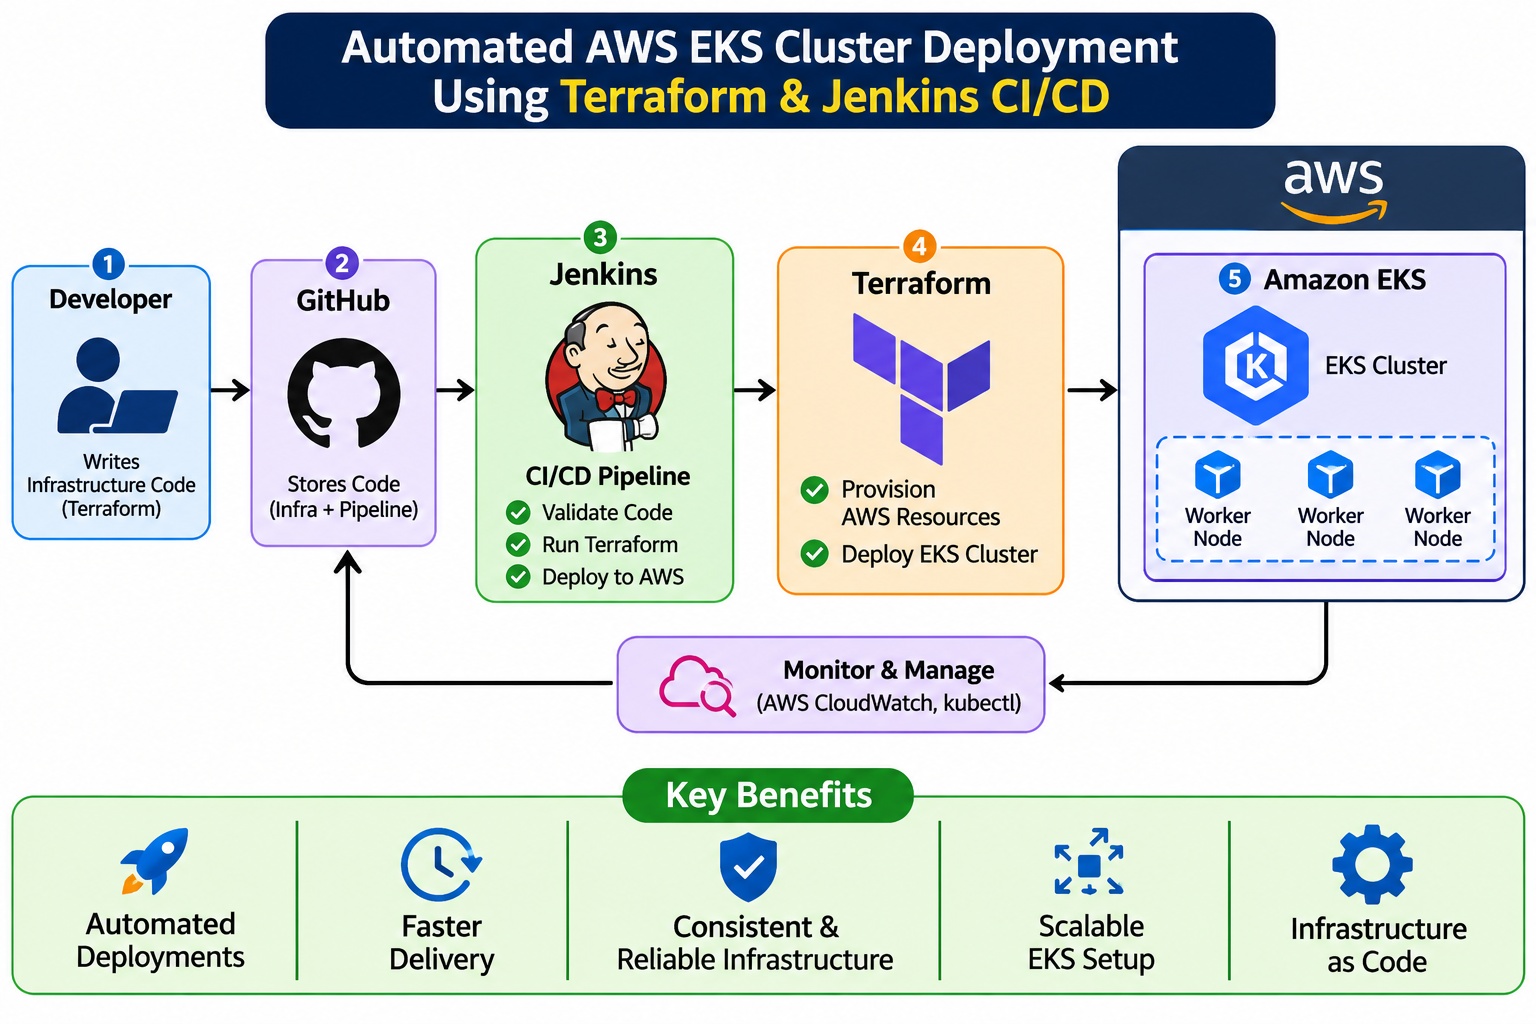 Automated AWS EKS Cluster Deployment
Using Terraform & Jenkins CI/CD
aws
1
Developer
Writes
Infrastructure Code
(Terraform)
2
GitHub
Stores Code
(Infra + Pipeline)
3
Jenkins
CI/CD Pipeline
Validate Code
Run Terraform
Deploy to AWS
4
Terraform
Provision
AWS Resources
Deploy EKS Cluster
5 Amazon EKS
K
EKS Cluster
Worker
Node
Worker
Node
Worker
Node
Monitor & Manage
(AWS CloudWatch, kubectl)
Key Benefits
Automated
Deployments
Faster
Delivery
Consistent &
Reliable Infrastructure
Scalable
EKS Setup
Infrastructure
as Code